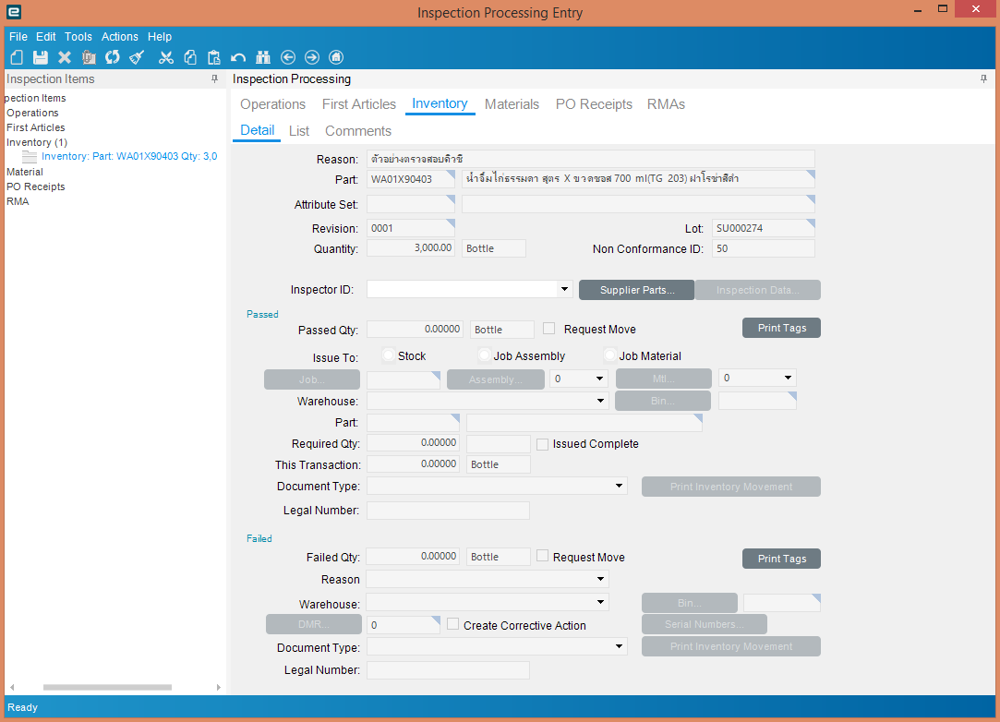 Inspection Processing Entry
File Edit Tools Actions Help
Inspection Items
Inspection Processing
pection Items
Operations
First Articles
Inventory (1)
Inventory: Part: WA01X90403 Qty: 3,0
Material
PO Receipts
RMA
Operations First Articles Inventory Materials PO Receipts RMAs
Detail List Comments
Reason: ตัวอย่างตรวจสอบคิวซี
Part: WA01X90403 น้ำจิ้มไก่ธรรมดา สูตร X ขวดซอส 700 ml(TG 203) ฝาโรซ่าสีดำ
Attribute Set:
Revision: 0001 Lot: SU000274
Quantity: 3,000.00 Bottle Non Conformance ID: 50
Inspector ID: Supplier Parts... Inspection Data...
Passed
Passed Qty: 0.00000 Bottle Request Move Print Tags
Issue To: Stock Job Assembly Job Material
Job... Assembly... 0 Mtl... 0
Warehouse: Bin...
Part:
Required Qty: 0.00000 Issued Complete
This Transaction: 0.00000 Bottle
Document Type: Print Inventory Movement
Legal Number:
Failed
Failed Qty: 0.00000 Bottle Request Move Print Tags
Reason
Warehouse: Bin...
DMR... 0 Create Corrective Action Serial Numbers...
Document Type: Print Inventory Movement
Legal Number:
Ready